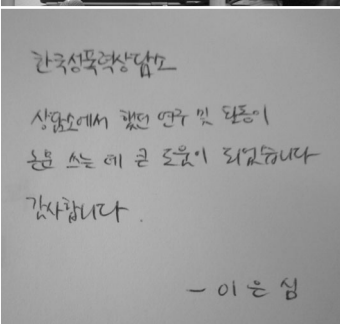 한국성폭력상담소
상담소에서 했던 연구 및 활동이
논문 쓰는 데 큰 도움이 되었습니다
감사합니다.
- 이은심